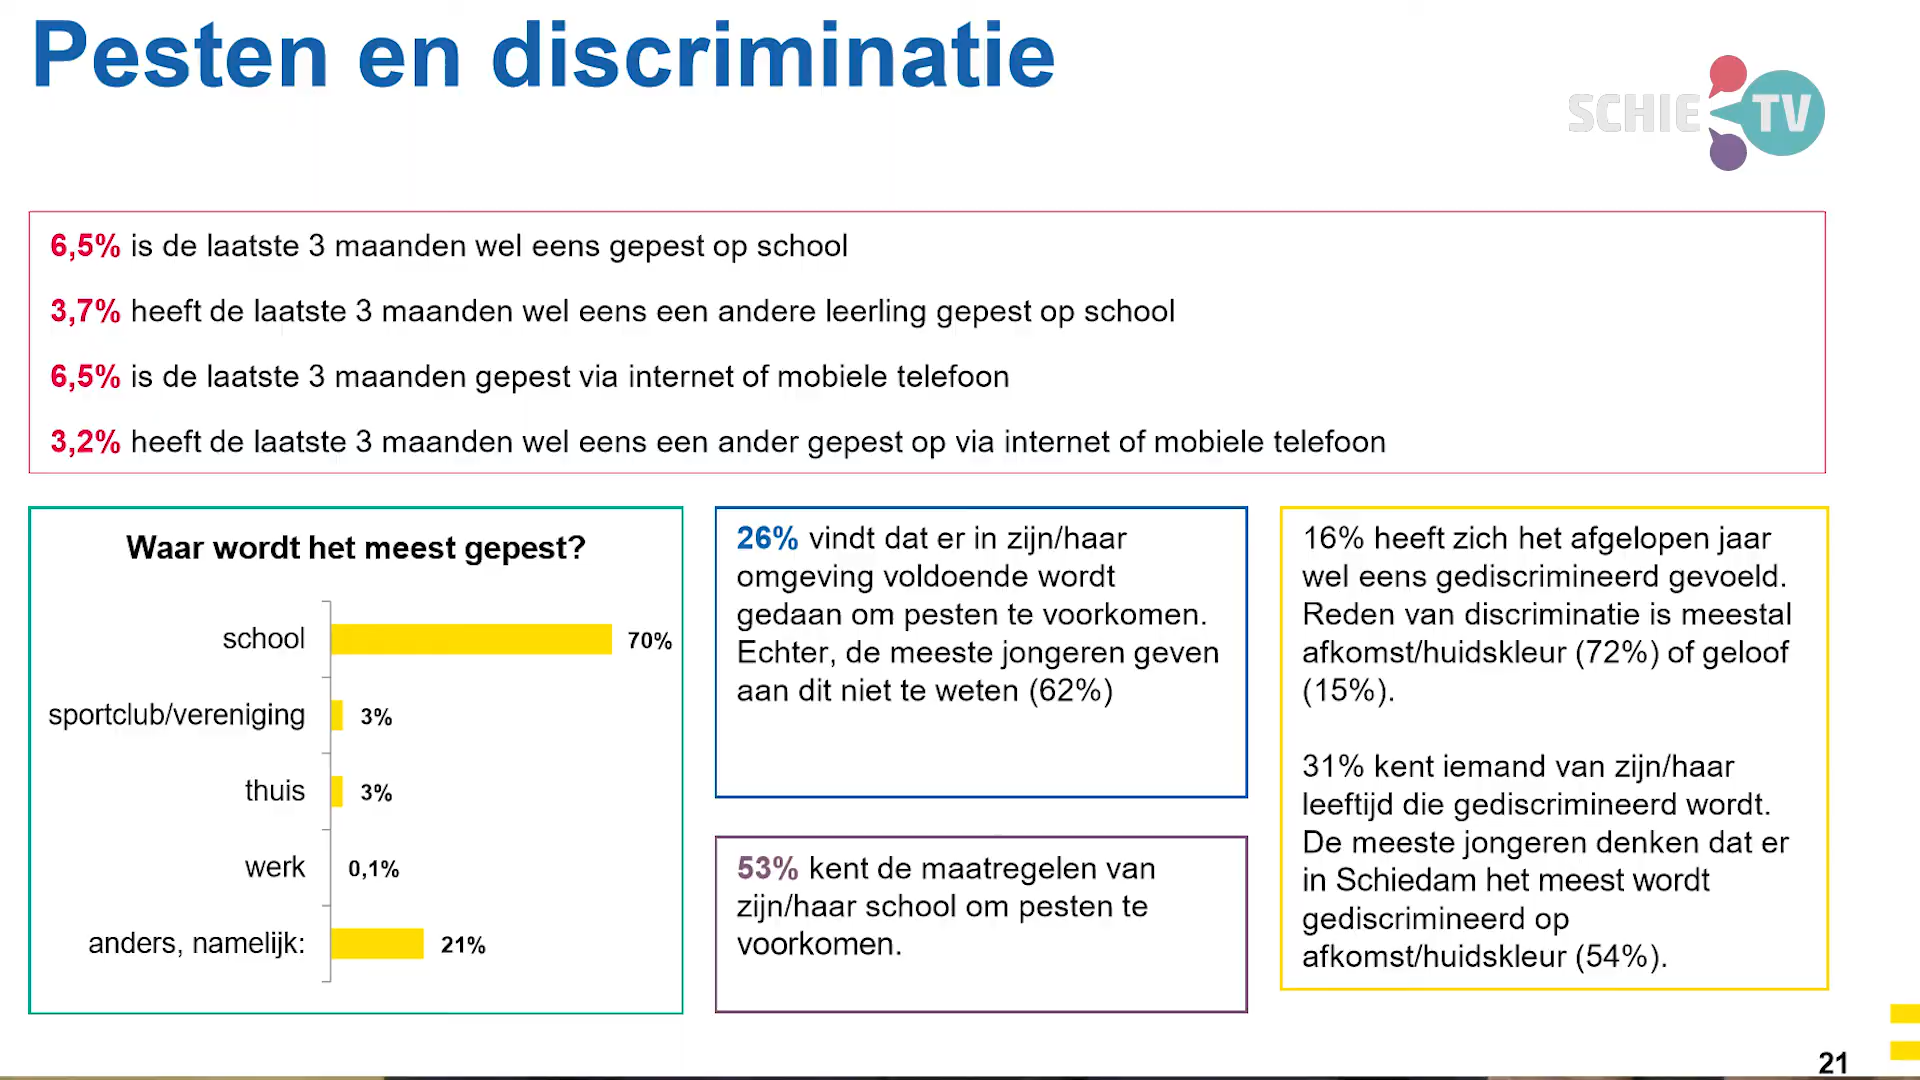 Pesten en discriminatie
SCHIE TV
6,5% is de laatste 3 maanden wel eens gepest op school
3,7% heeft de laatste 3 maanden wel eens een andere leerling gepest op school
6,5% is de laatste 3 maanden gepest via internet of mobiele telefoon
3,2% heeft de laatste 3 maanden wel eens een ander gepest op via internet of mobiele telefoon
Waar wordt het meest gepest?
school 70%
sportclub/vereniging 3%
thuis 3%
werk 0,1%
anders, namelijk: 21%
26% vindt dat er in zijn/haar
omgeving voldoende wordt
gedaan om pesten te voorkomen.
Echter, de meeste jongeren geven
aan dit niet te weten (62%)
53% kent de maatregelen van
zijn/haar school om pesten te
voorkomen.
16% heeft zich het afgelopen jaar
wel eens gediscrimineerd gevoeld.
Reden van discriminatie is meestal
afkomst/huidskleur (72%) of geloof
(15%).
31% kent iemand van zijn/haar
leeftijd die gediscrimineerd wordt.
De meeste jongeren denken dat er
in Schiedam het meest wordt
gediscrimineerd op
afkomst/huidskleur (54%).
21